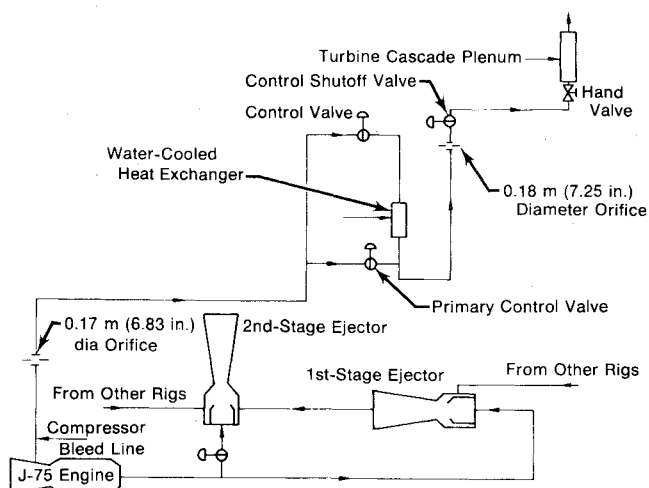 Turbine Cascade Plenum
Control Shutoff Valve
Control Valve
Hand
Valve
Water-Cooled
Heat Exchanger
0.18 m (7.25 in.)
Diameter Orifice
Primary Control Valve
0.17 m (6.83 in.)
dia Orifice
2nd-Stage Ejector
1st-Stage Ejector
From Other Rigs
From Other Rigs
Compressor
Bleed Line
J-75 Engine